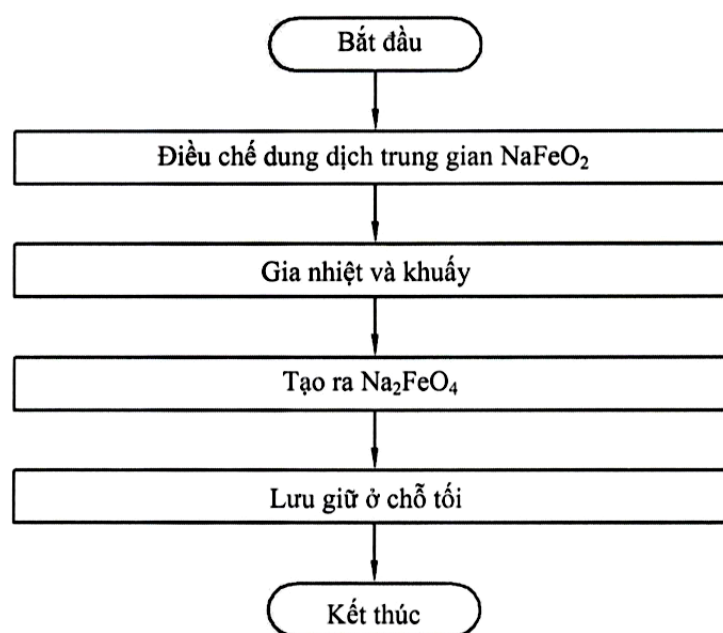 Bắt đầu
Điều chế dung dịch trung gian NaFeO₂
Gia nhiệt và khuấy
Tạo ra Na₂FeO₄
Lưu giữ ở chỗ tối
Kết thúc